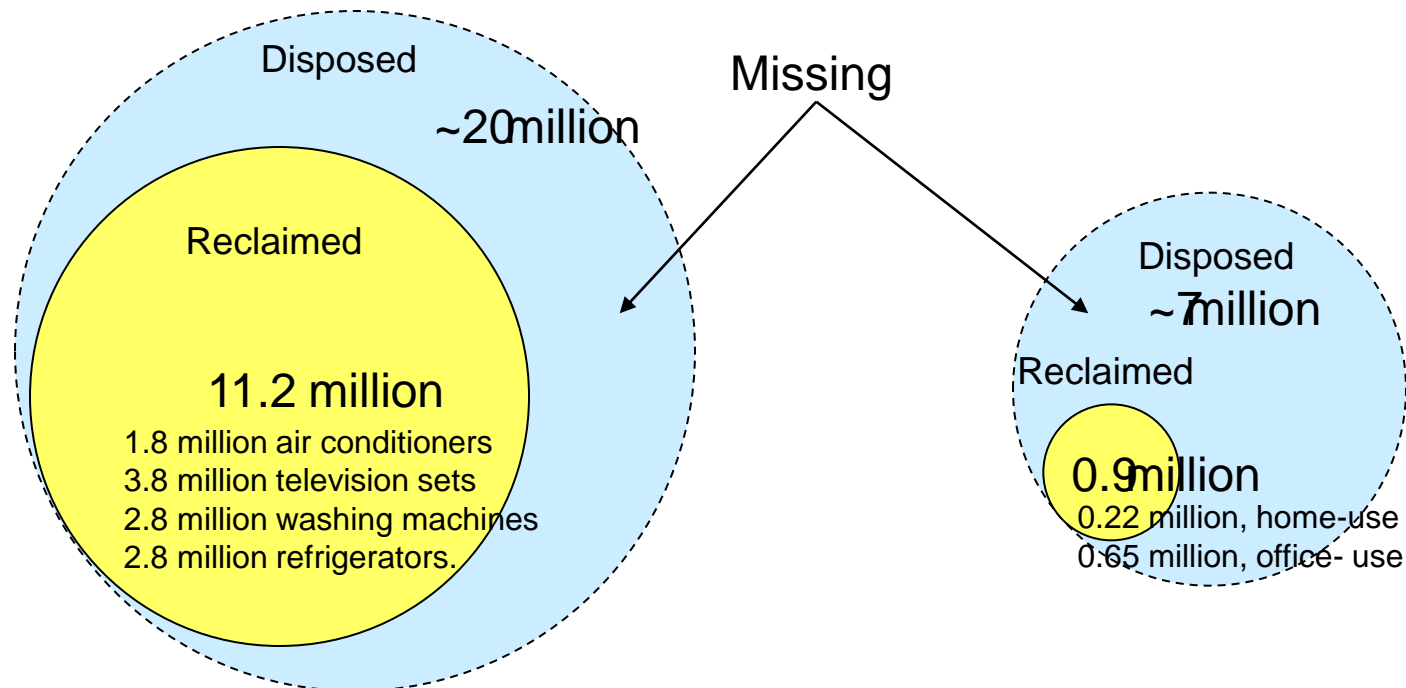 Disposed
~20million
Missing
Reclaimed
11.2 million
1.8 million air conditioners
3.8 million television sets
2.8 million washing machines
2.8 million refrigerators.
Disposed
~7million
Reclaimed
0.9million
0.22 million, home-use
0.65 million, office- use